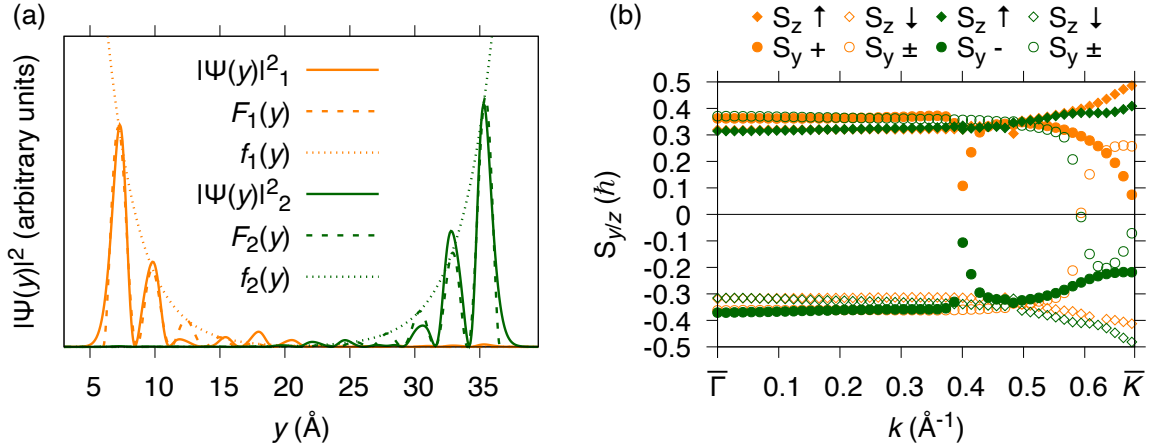 (a)
|Ψ(y)|² (arbitrary units)
|Ψ(y)|²₁
F₁(y)
f₁(y)
|Ψ(y)|²₂
F₂(y)
f₂(y)
5 10 15 20 25 30 35
y (Å)
(b)
S_z ↑ S_z ↓ S_z ↑ S_z ↓
S_y + S_y ± S_y - S_y ±
S_y/z (ħ)
0.5
0.4
0.3
0.2
0.1
0
-0.1
-0.2
-0.3
-0.4
-0.5
Γ̅ 0.1 0.2 0.3 0.4 0.5 0.6 K̅
k (Å⁻¹)